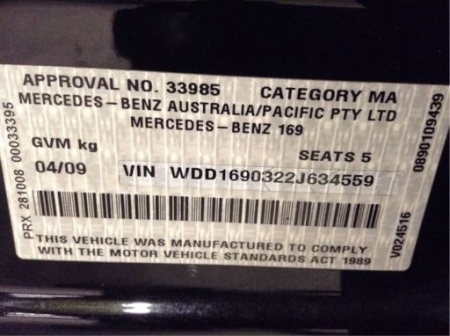 APPROVAL NO. 33985 CATEGORY MA
MERCEDES-BENZ AUSTRALIA/PACIFIC PTY LTD
MERCEDES-BENZ 169
GVM kg SEATS 5
04/09 VIN WDD1690322J634559
THIS VEHICLE WAS MANUFACTURED TO COMPLY
WITH THE MOTOR VEHICLE STANDARDS ACT 1989
PRX 281008 00033395
0890109439
V024516